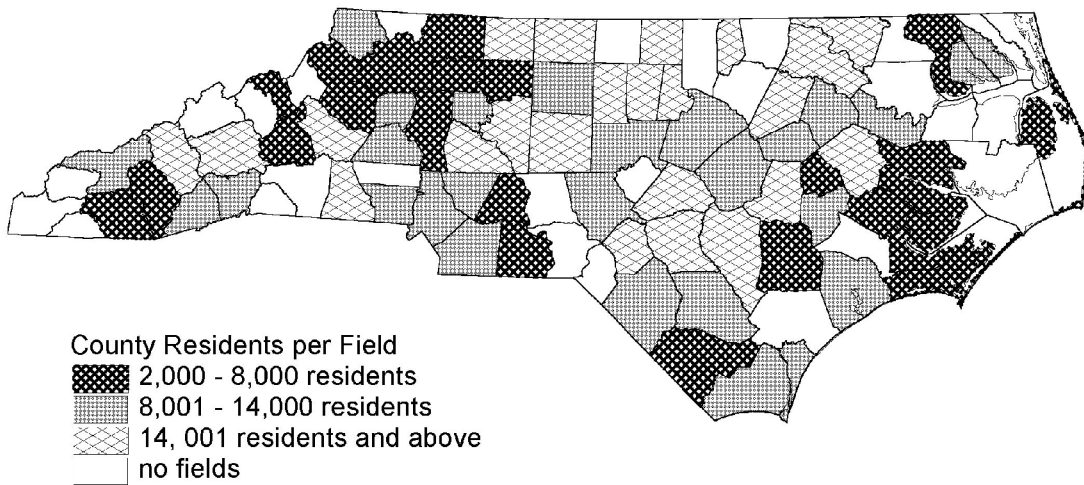 County Residents per Field
2,000 - 8,000 residents
8,001 - 14,000 residents
14, 001 residents and above
no fields